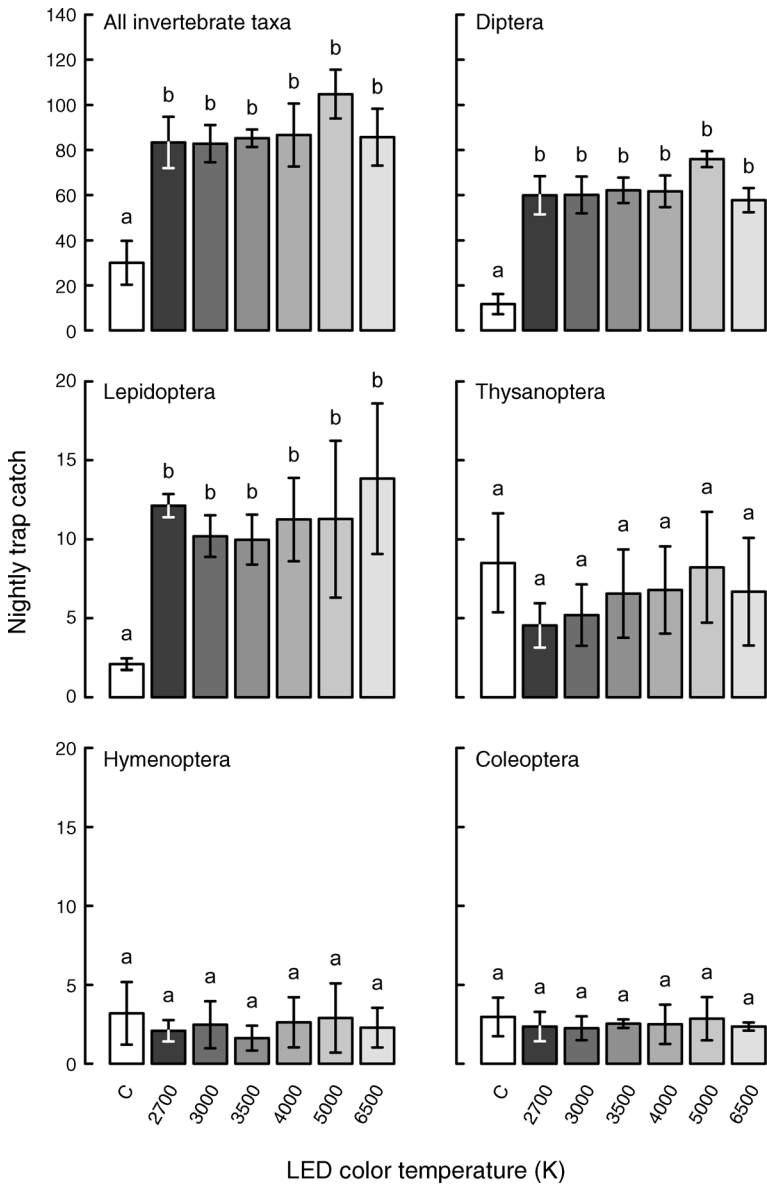 All invertebrate taxa
140
120
100
80
60
40
20
0
a
b
b
b
b
b
b
Diptera
a
b
b
b
b
b
b
Nightly trap catch
Lepidoptera
20
15
10
5
0
a
b
b
b
b
b
b
Thysanoptera
a
a
a
a
a
a
a
Hymenoptera
20
15
10
5
0
a
a
a
a
a
a
a
C
2700
3000
3500
4000
5000
6500
Coleoptera
a
a
a
a
a
a
a
C
2700
3000
3500
4000
5000
6500
LED color temperature (K)